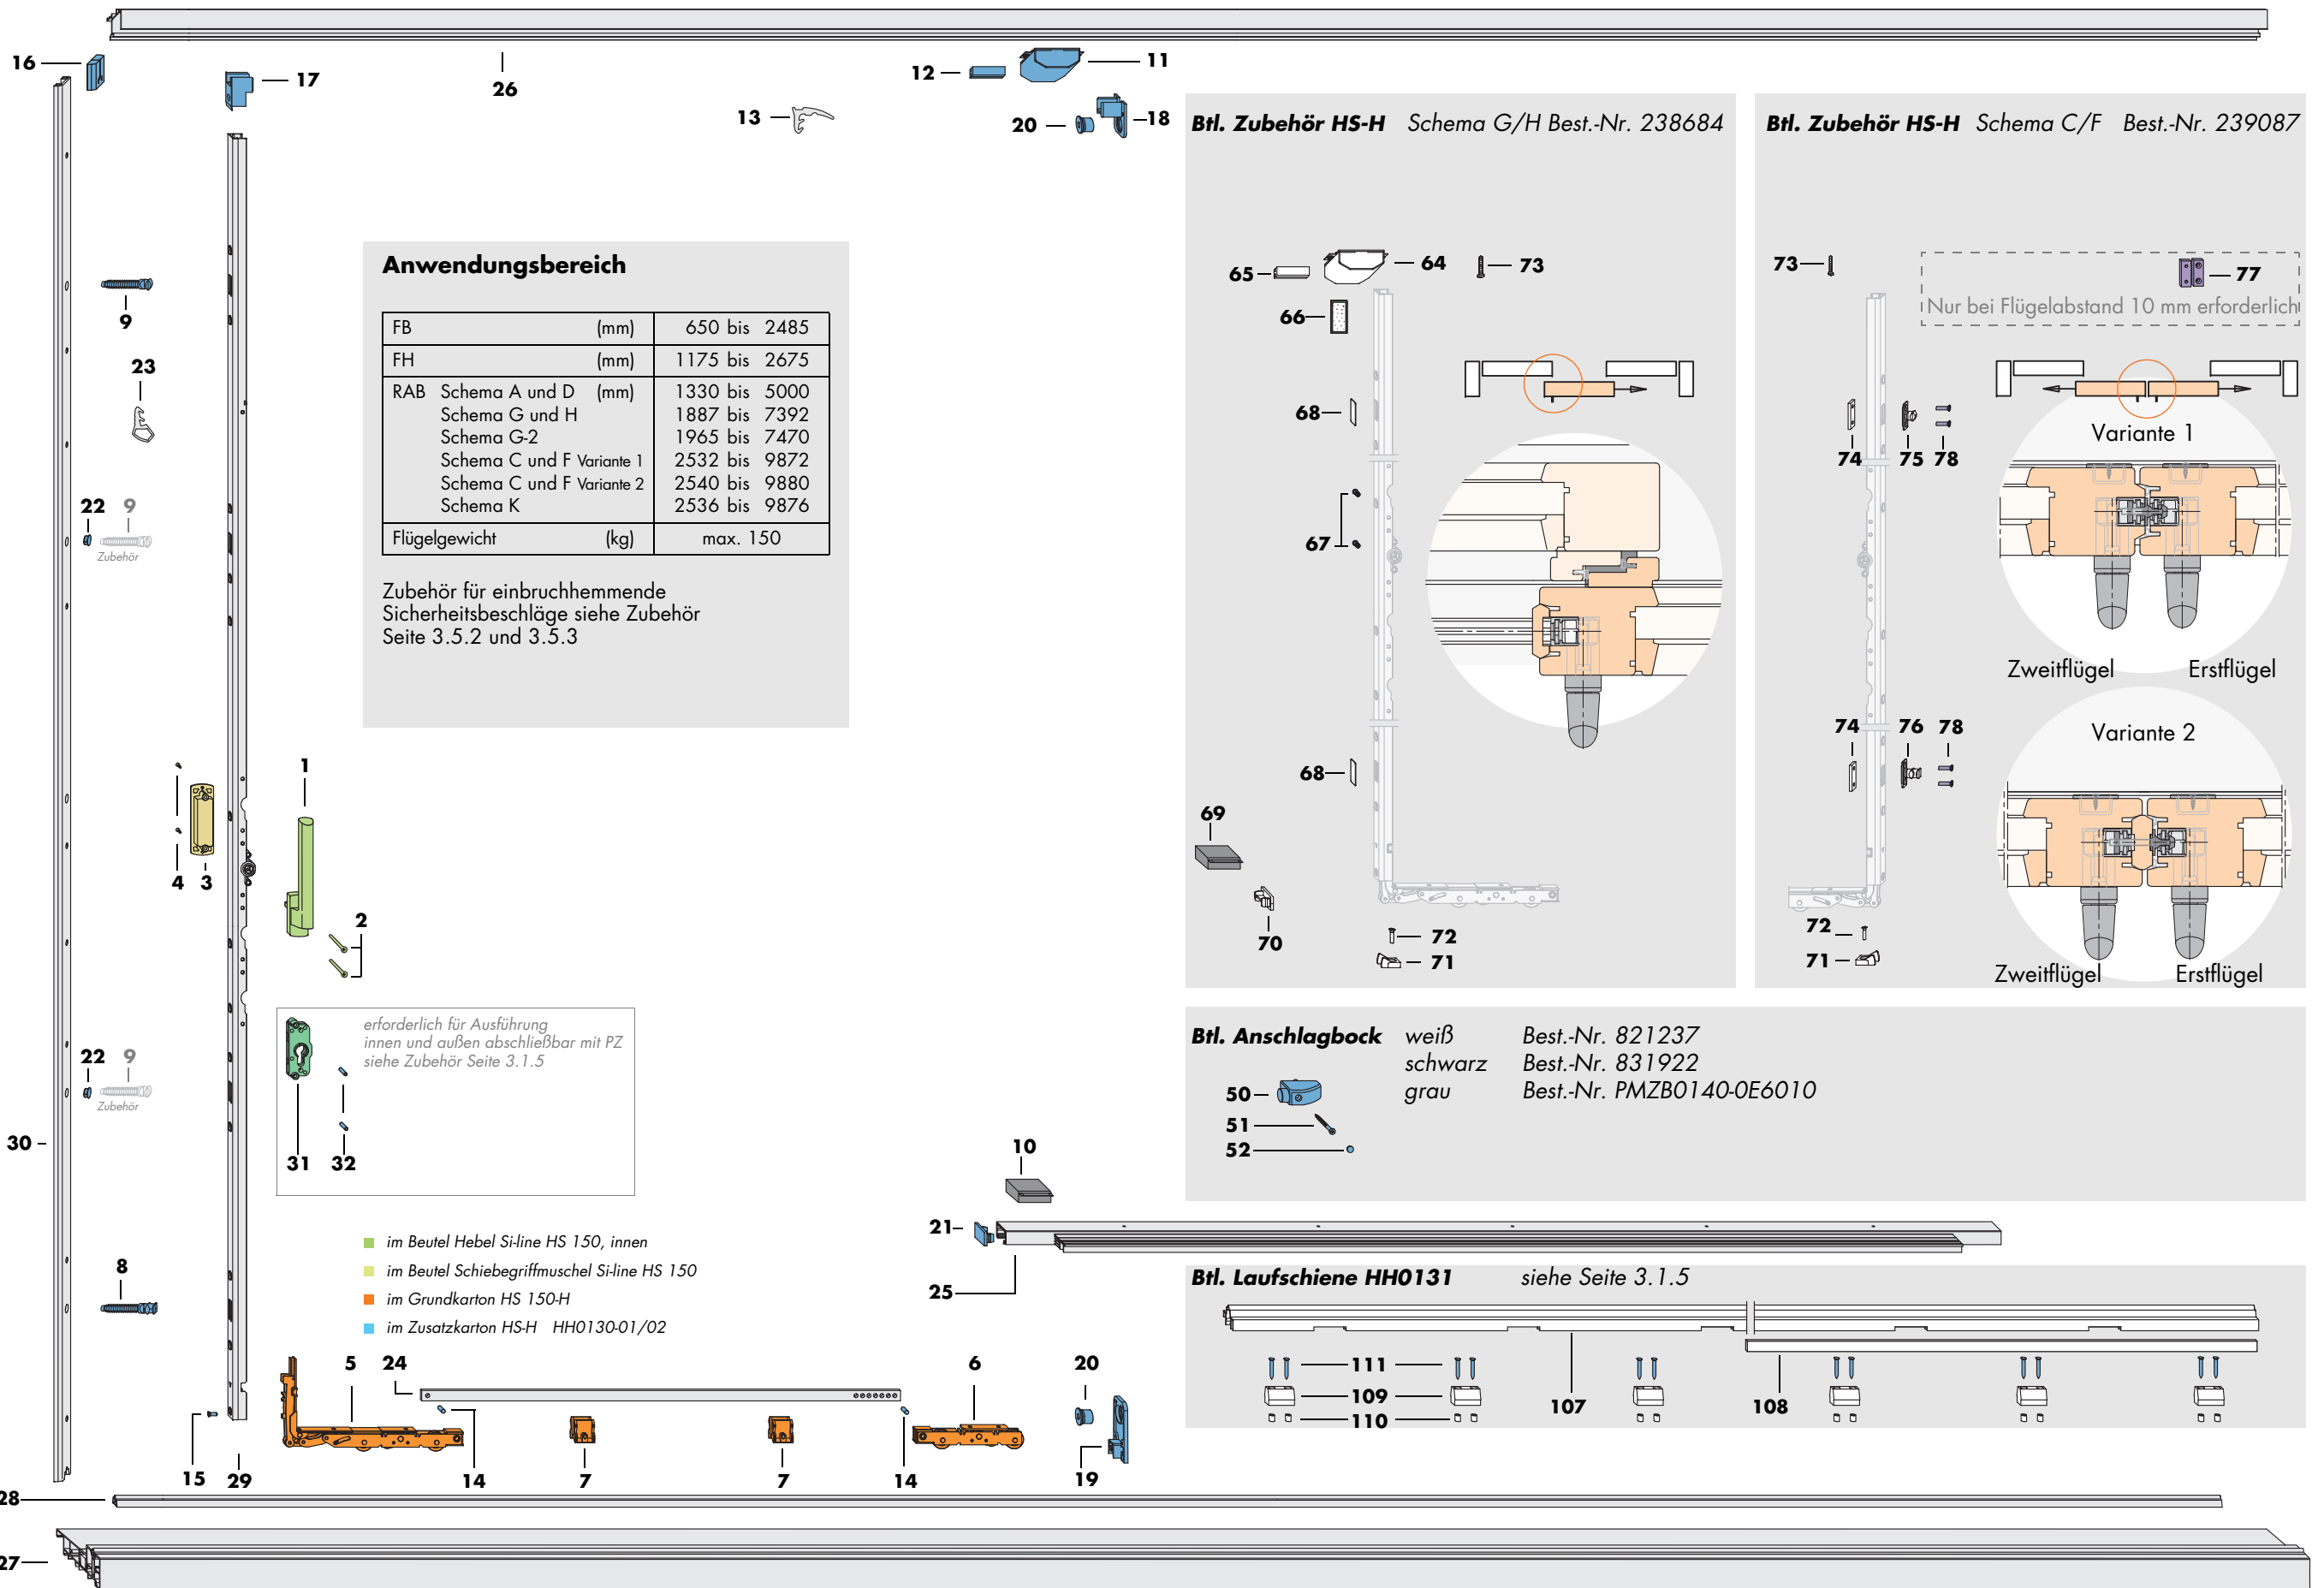 16
17
26
12
11
13
20
18
9
23
22 9
Zubehör
Anwendungsbereich
FB (mm) 650 bis 2485
FH (mm) 1175 bis 2675
RAB Schema A und D (mm) 1330 bis 5000
Schema G und H 1887 bis 7392
Schema G-2 1965 bis 7470
Schema C und F Variante 1 2532 bis 9872
Schema C und F Variante 2 2540 bis 9880
Schema K 2536 bis 9876
Flügelgewicht (kg) max. 150
Zubehör für einbruchhemmende
Sicherheitsbeschläge siehe Zubehör
Seite 3.5.2 und 3.5.3
1
4 3
2
22 9
Zubehör
30
8
erforderlich für Ausführung
innen und außen abschließbar mit PZ
siehe Zubehör Seite 3.1.5
31 32
im Beutel Hebel Si-line HS 150, innen
im Beutel Schiebegriffmuschel Si-line HS 150
im Grundkarton HS 150-H
im Zusatzkarton HS-H HH0130-01/02
5 24 6 20
15 29 14 7 7 14 19
28
27
10
21
25
Btl. Zubehör HS-H Schema G/H Best.-Nr. 238684
65 64 73
66
68
67
68
69
70
72
71
Btl. Zubehör HS-H Schema C/F Best.-Nr. 239087
73
77
Nur bei Flügelabstand 10 mm erforderlich
74 75 78
Variante 1
Zweitflügel Erstflügel
74 76 78
Variante 2
72
71
Zweitflügel Erstflügel
Btl. Anschlagbock weiß Best.-Nr. 821237
schwarz Best.-Nr. 831922
grau Best.-Nr. PMZB0140-0E6010
50
51
52
Btl. Laufschiene HH0131 siehe Seite 3.1.5
111
109
110
107
108